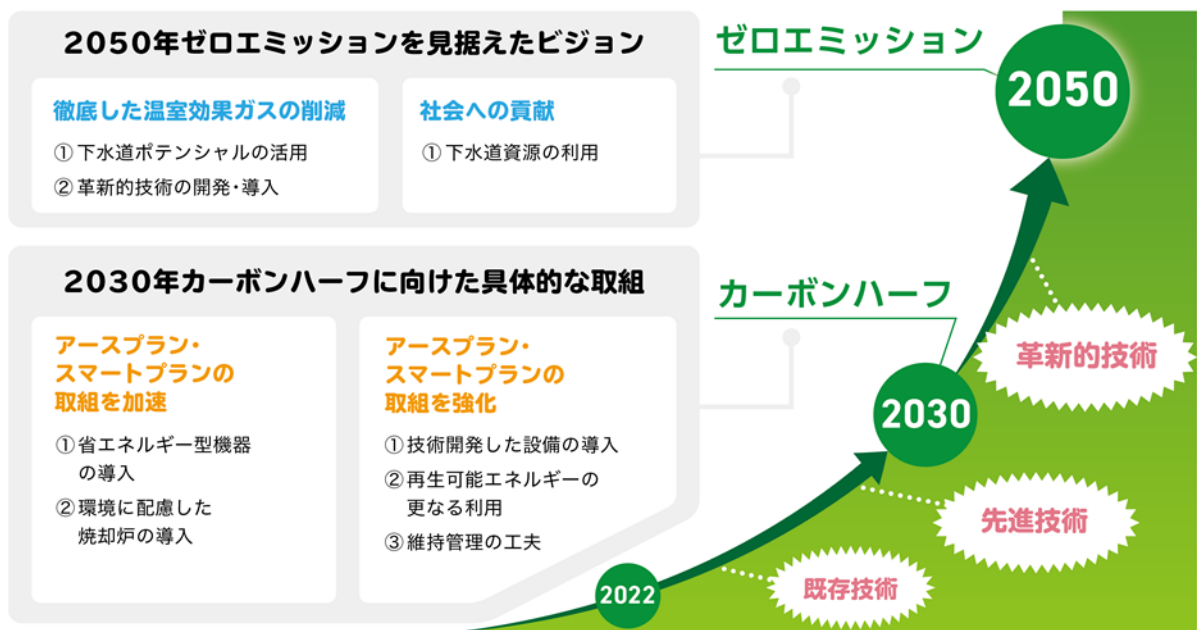 2050年ゼロエミッションを見据えたビジョン
徹底した温室効果ガスの削減
①下水道ポテンシャルの活用
②革新的技術の開発・導入
社会への貢献
①下水道資源の利用
ゼロエミッション
2050
2030年カーボンハーフに向けた具体的な取組
アースプラン・
スマートプランの
取組を加速
①省エネルギー型機器
の導入
②環境に配慮した
焼却炉の導入
アースプラン・
スマートプランの
取組を強化
①技術開発した設備の導入
②再生可能エネルギーの
更なる利用
③維持管理の工夫
カーボンハーフ
2030
革新的技術
先進技術
既存技術
2022